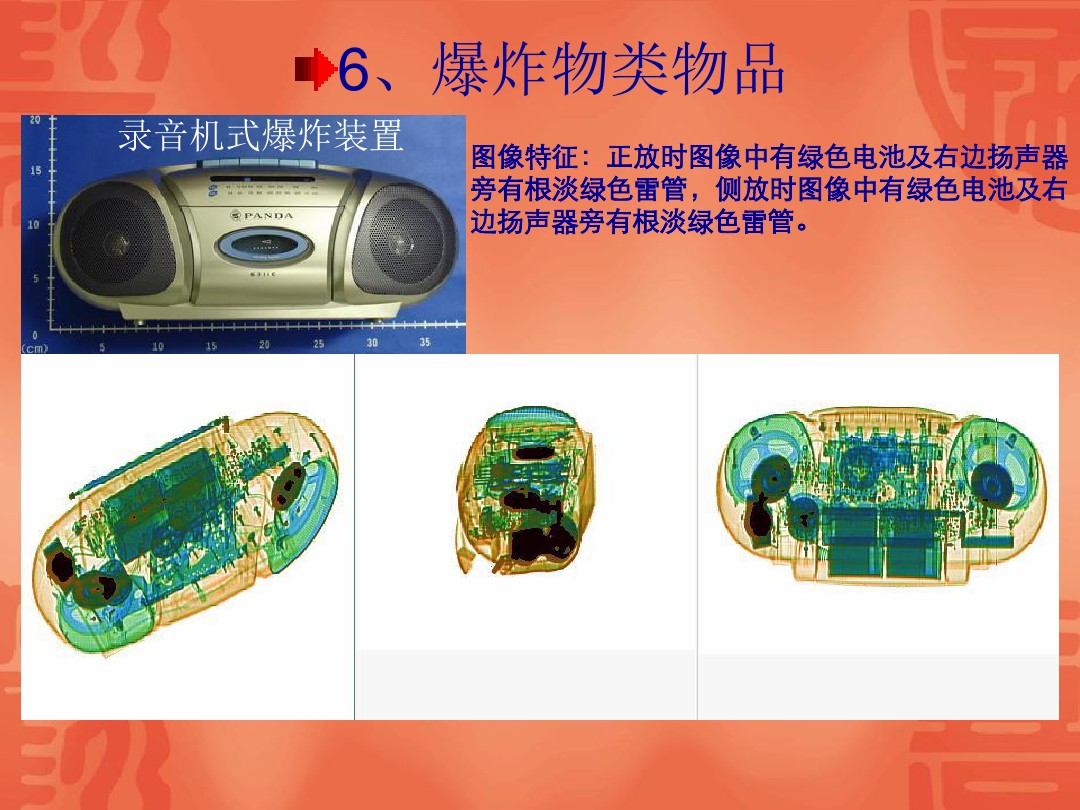 6、爆炸物类物品
录音机式爆炸装置
图像特征：正放时图像中有绿色电池及右边扬声器
旁有根淡绿色雷管，侧放时图像中有绿色电池及右
边扬声器旁有根淡绿色雷管。
PANDA
20
15
10
5
0
(cm)
5 10 15 20 25 30 35